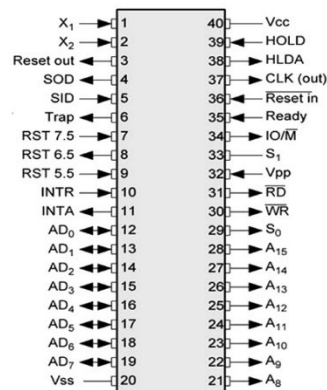 X₁ 1 40 Vcc
X₂ 2 39 HOLD
Reset out 3 38 HLDA
SOD 4 37 CLK (out)
SID 5 36 Reset in
Trap 6 35 Ready
RST 7.5 7 34 IO/M
RST 6.5 8 33 S₁
RST 5.5 9 32 Vpp
INTR 10 31 RD
INTA 11 30 WR
AD₀ 12 29 S₀
AD₁ 13 28 A₁₅
AD₂ 14 27 A₁₄
AD₃ 15 26 A₁₃
AD₄ 16 25 A₁₂
AD₅ 17 24 A₁₁
AD₆ 18 23 A₁₀
AD₇ 19 22 A₉
Vss 20 21 A₈